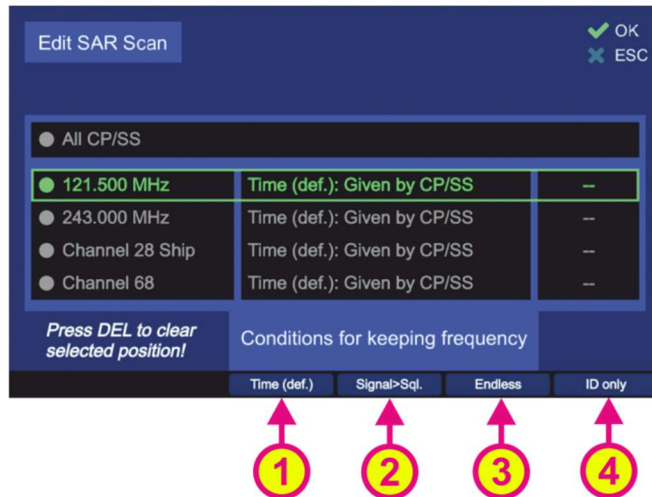 Edit SAR Scan
OK
ESC
All CP/SS
121.500 MHz Time (def.): Given by CP/SS --
243.000 MHz Time (def.): Given by CP/SS --
Channel 28 Ship Time (def.): Given by CP/SS --
Channel 68 Time (def.): Given by CP/SS --
Press DEL to clear
selected position!
Conditions for keeping frequency
Time (def.) Signal>Sql. Endless ID only
1 2 3 4